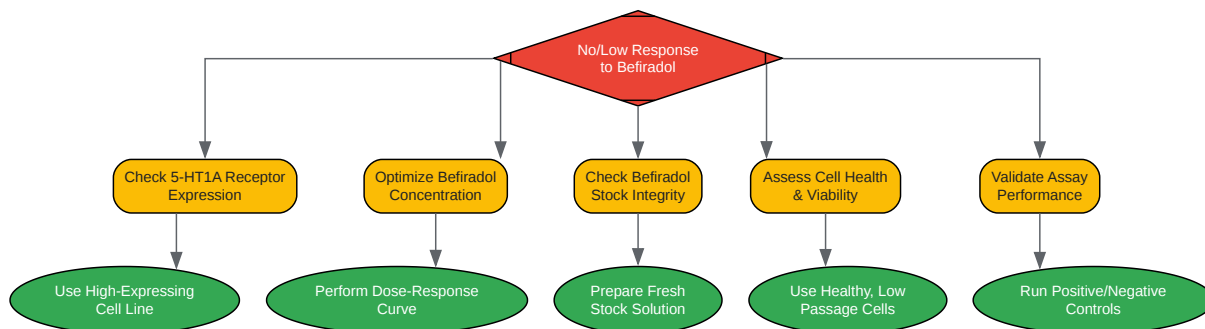 No/Low Response
to Befiradol
Check 5-HT1A Receptor
Expression
Optimize Befiradol
Concentration
Check Befiradol
Stock Integrity
Assess Cell Health
& Viability
Validate Assay
Performance
Use High-Expressing
Cell Line
Perform Dose-Response
Curve
Prepare Fresh
Stock Solution
Use Healthy, Low
Passage Cells
Run Positive/Negative
Controls